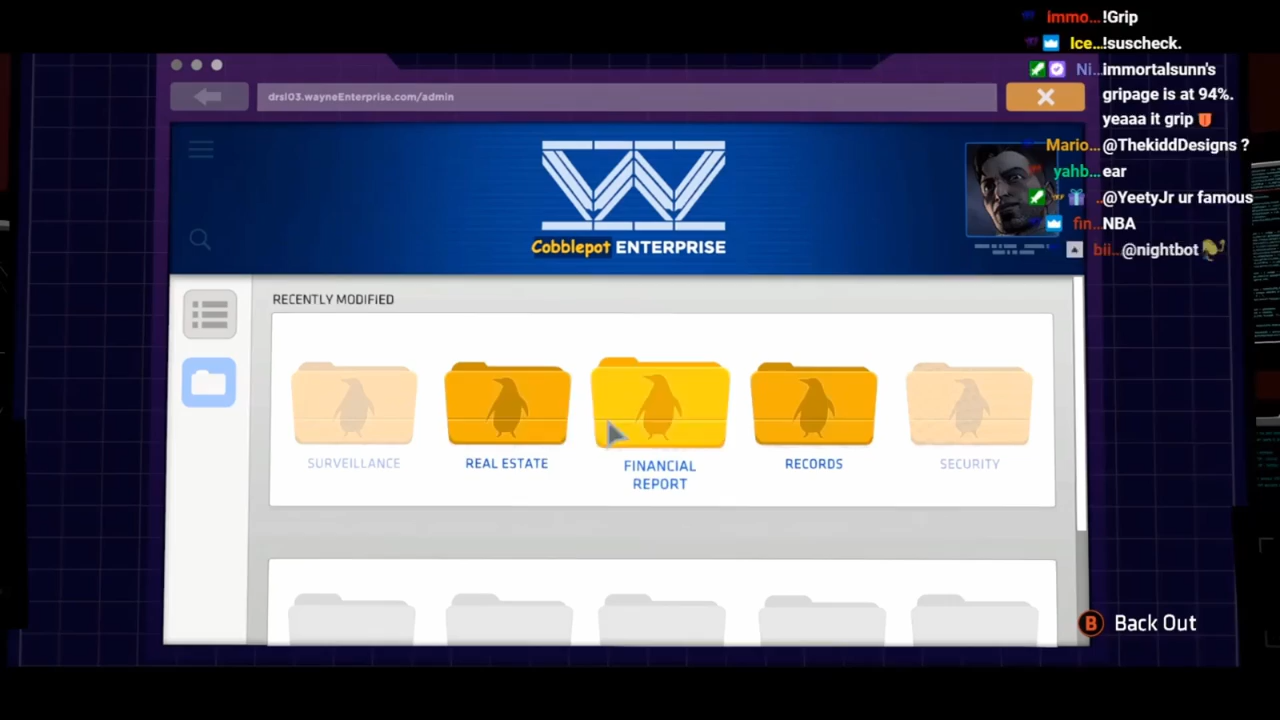 drsl03.wayneEnterprise.com/admin
Cobblepot ENTERPRISE
RECENTLY MODIFIED
SURVEILLANCE
REAL ESTATE
FINANCIAL
REPORT
RECORDS
SECURITY
B Back Out
Immo...!Grip
Ice...!suscheck.
Ni...immortalsunn's
gripage is at 94%.
yeaaa it grip
Mario...@ThekiddDesigns ?
yahb...ear
..@YeetyJr ur famous
fin...NBA
bii...@nightbot